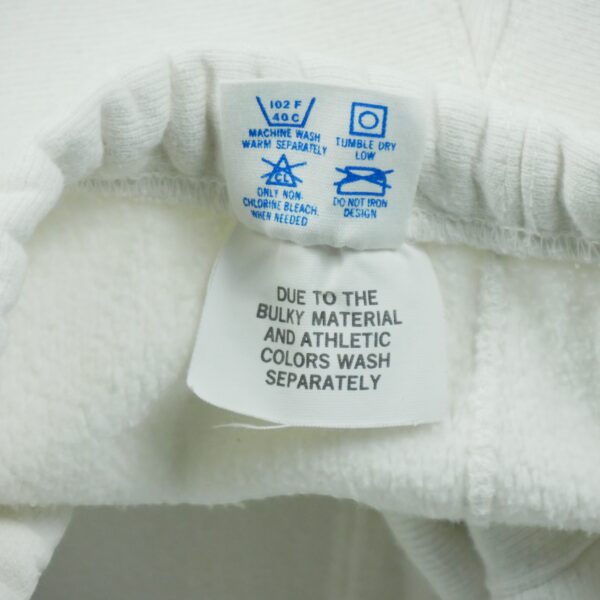 102 F
40 C
MACHINE WASH
WARM SEPARATELY
TUMBLE DRY
LOW
CL
ONLY NON
CHLORINE BLEACH
WHEN NEEDED
DO NOT IRON
DESIGN
DUE TO THE
BULKY MATERIAL
AND ATHLETIC
COLORS WASH
SEPARATELY